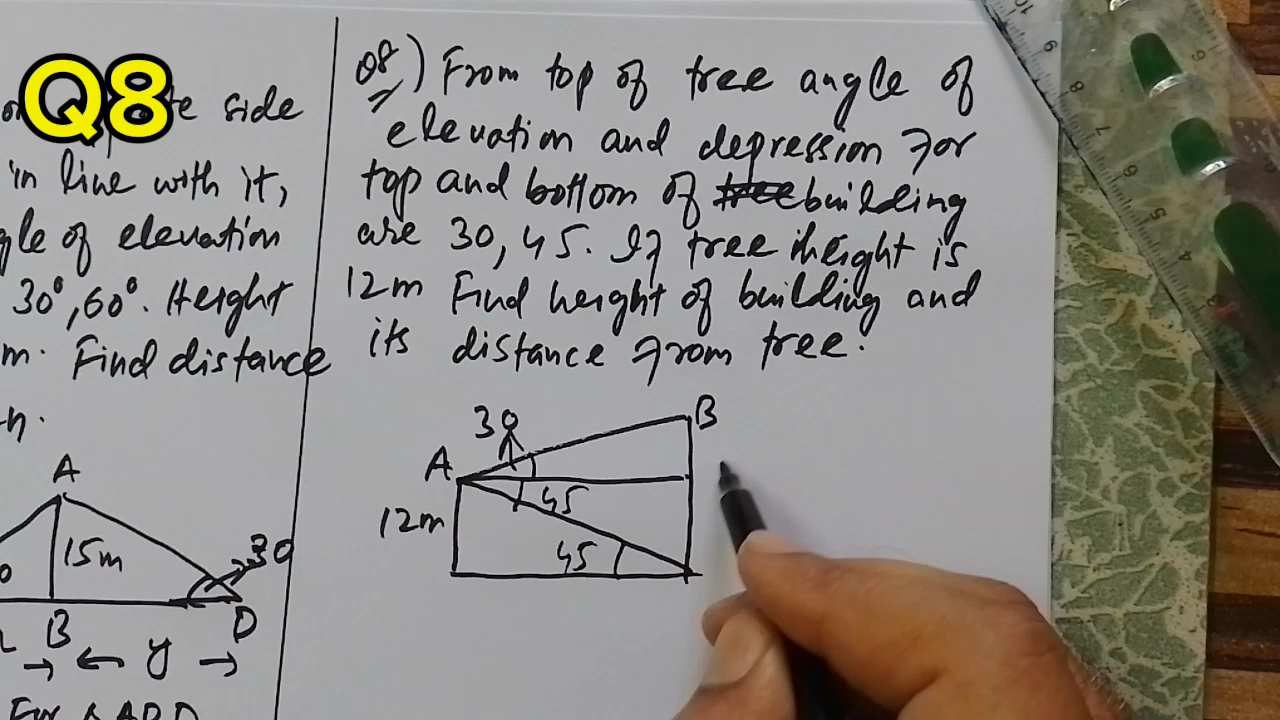 Q8
side
in line with it,
gle of elevation
30°, 60°. Height
m. Find distance
A
15m
30
B
D
y
Q8) From top of tree angle of
elevation and depression for
top and bottom of tree building
are 30, 45. If tree height is
12m Find height of building and
its distance from tree.
30
B
A
45
12m
45